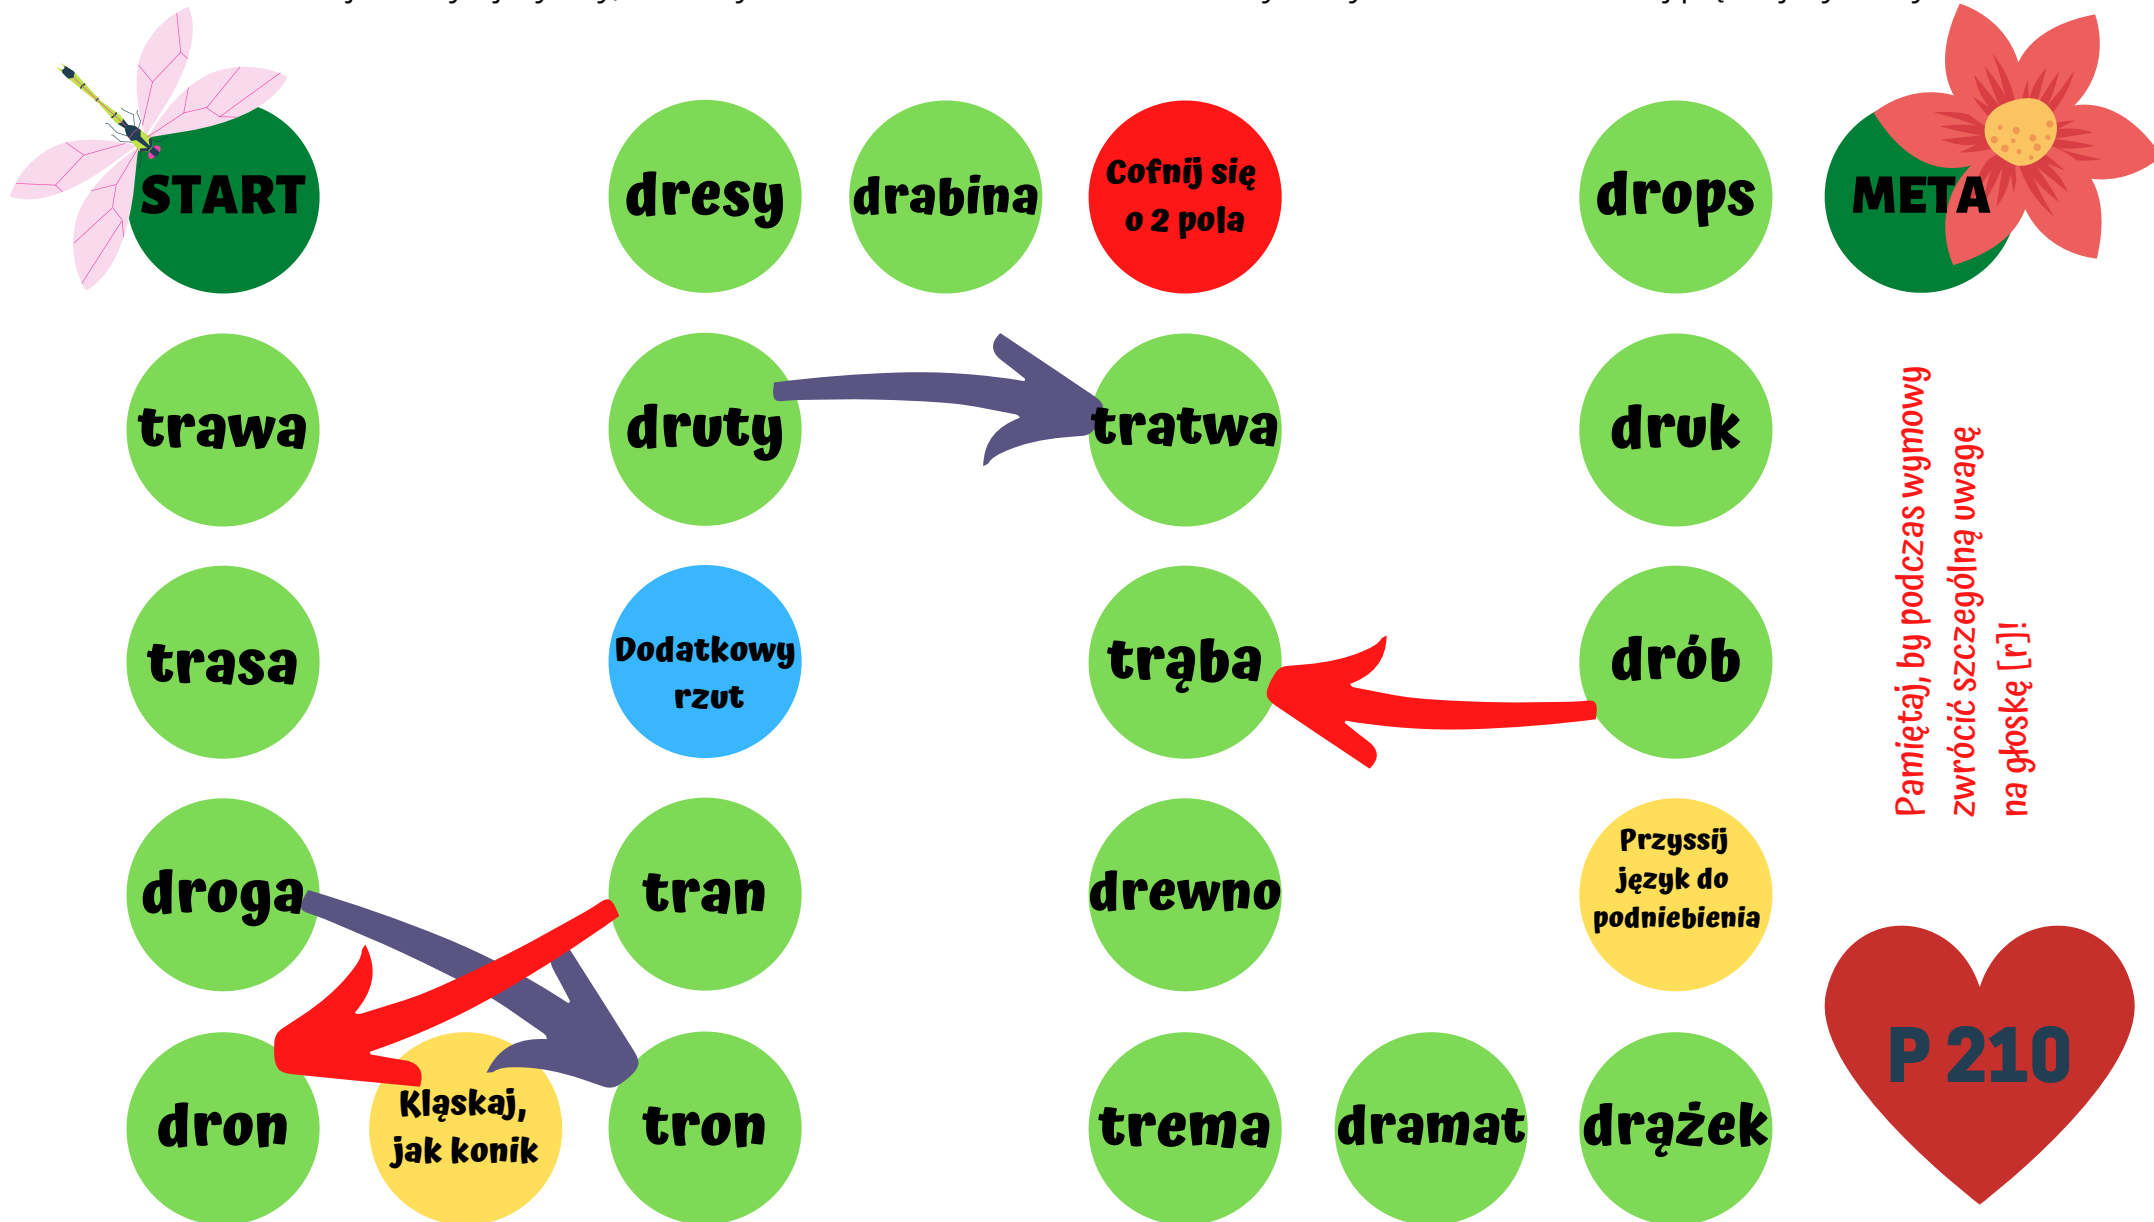 START
dresy
drabina
Cofnij się
o 2 pola
drops
META
trawa
druty
tratwa
druk
trasa
Dodatkowy
rzut
trąba
drób
droga
tran
drewno
Przyssij
język do
podniebienia
dron
Kląskaj,
jak konik
tron
trema
dramat
drążek
Pamiętaj, by podczas wymowy
zwrócić szczególną uwagę
na głoskę [r]!
P 210